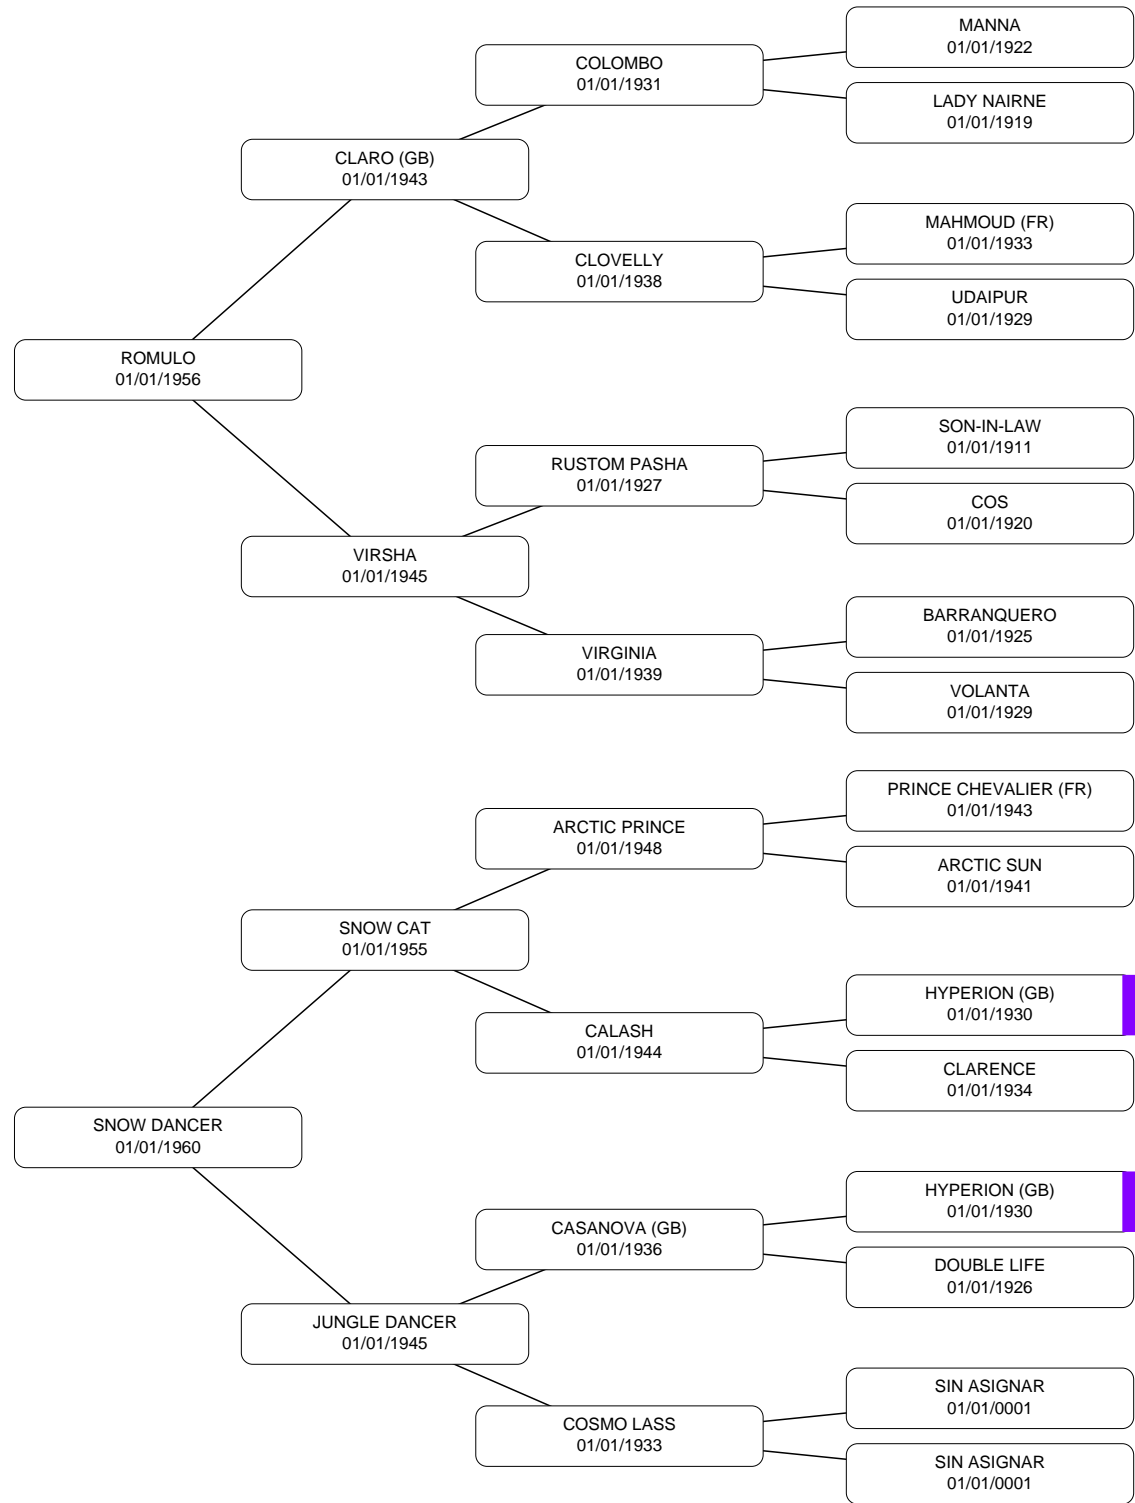 MANNA
01/01/1922
COLOMBO
01/01/1931
LADY NAIRNE
01/01/1919
CLARO (GB)
01/01/1943
MAHMOUD (FR)
01/01/1933
CLOVELLY
01/01/1938
UDAIPUR
01/01/1929
ROMULO
01/01/1956
SON-IN-LAW
01/01/1911
RUSTOM PASHA
01/01/1927
COS
01/01/1920
VIRSHA
01/01/1945
BARRANQUERO
01/01/1925
VIRGINIA
01/01/1939
VOLANTA
01/01/1929
PRINCE CHEVALIER (FR)
01/01/1943
ARCTIC PRINCE
01/01/1948
ARCTIC SUN
01/01/1941
SNOW CAT
01/01/1955
HYPERION (GB)
01/01/1930
CALASH
01/01/1944
CLARENCE
01/01/1934
SNOW DANCER
01/01/1960
HYPERION (GB)
01/01/1930
CASANOVA (GB)
01/01/1936
DOUBLE LIFE
01/01/1926
JUNGLE DANCER
01/01/1945
SIN ASIGNAR
01/01/0001
COSMO LASS
01/01/1933
SIN ASIGNAR
01/01/0001